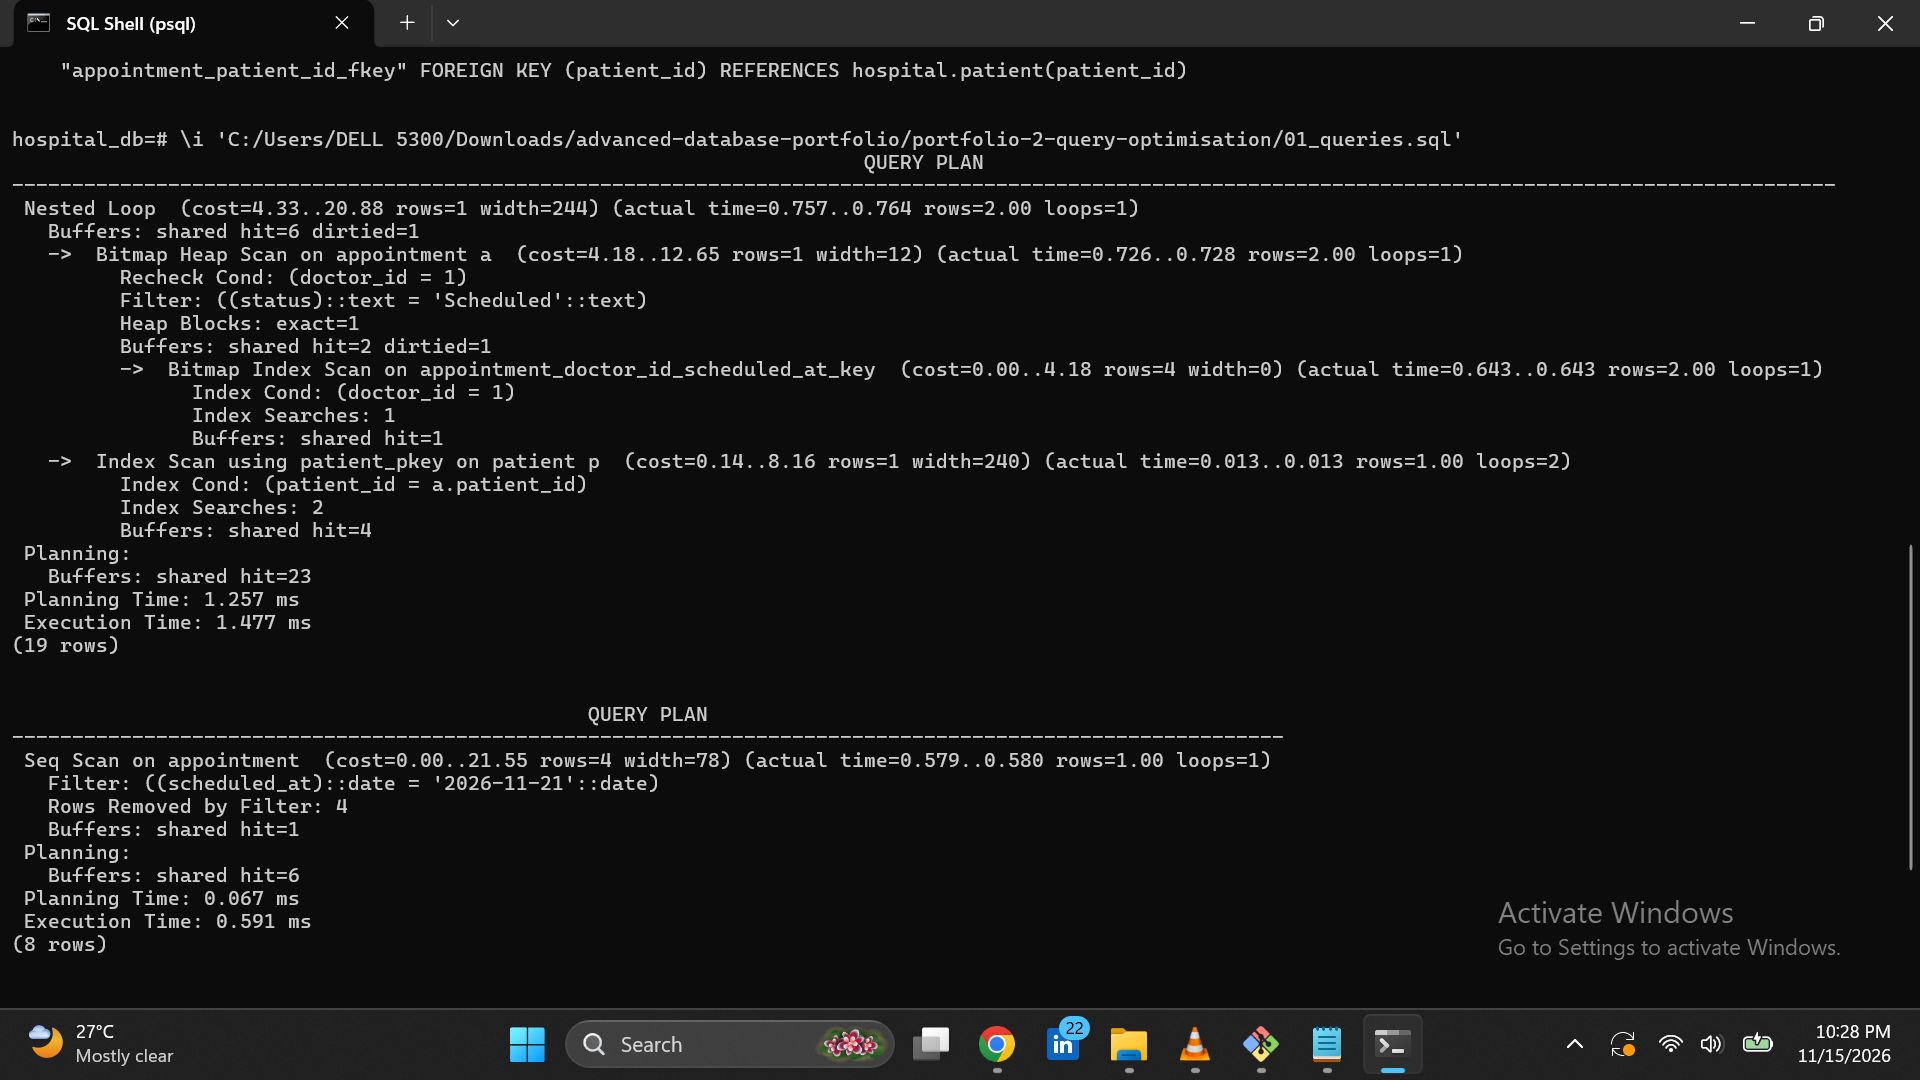 SQL Shell (psql)
    "appointment_patient_id_fkey" FOREIGN KEY (patient_id) REFERENCES hospital.patient(patient_id)
hospital_db=# \i 'C:/Users/DELL 5300/Downloads/advanced-database-portfolio/portfolio-2-query-optimisation/01_queries.sql'
QUERY PLAN
--------------------------------------------------------------------------------------------------------------------------------------------------------
 Nested Loop  (cost=4.33..20.88 rows=1 width=244) (actual time=0.757..0.764 rows=2.00 loops=1)
   Buffers: shared hit=6 dirtied=1
   ->  Bitmap Heap Scan on appointment a  (cost=4.18..12.65 rows=1 width=12) (actual time=0.726..0.728 rows=2.00 loops=1)
         Recheck Cond: (doctor_id = 1)
         Filter: ((status)::text = 'Scheduled'::text)
         Heap Blocks: exact=1
         Buffers: shared hit=2 dirtied=1
         ->  Bitmap Index Scan on appointment_doctor_id_scheduled_at_key  (cost=0.00..4.18 rows=4 width=0) (actual time=0.643..0.643 rows=2.00 loops=1)
               Index Cond: (doctor_id = 1)
               Index Searches: 1
               Buffers: shared hit=1
   ->  Index Scan using patient_pkey on patient p  (cost=0.14..8.16 rows=1 width=240) (actual time=0.013..0.013 rows=1.00 loops=2)
         Index Cond: (patient_id = a.patient_id)
         Index Searches: 2
         Buffers: shared hit=4
 Planning:
   Buffers: shared hit=23
 Planning Time: 1.257 ms
 Execution Time: 1.477 ms
(19 rows)
QUERY PLAN
----------------------------------------------------------------------------------------------------------
 Seq Scan on appointment  (cost=0.00..21.55 rows=4 width=78) (actual time=0.579..0.580 rows=1.00 loops=1)
   Filter: ((scheduled_at)::date = '2026-11-21'::date)
   Rows Removed by Filter: 4
   Buffers: shared hit=1
 Planning:
   Buffers: shared hit=6
 Planning Time: 0.067 ms
 Execution Time: 0.591 ms
(8 rows)
Activate Windows
Go to Settings to activate Windows.
27°C
Mostly clear
Search
in
22
10:28 PM
11/15/2026